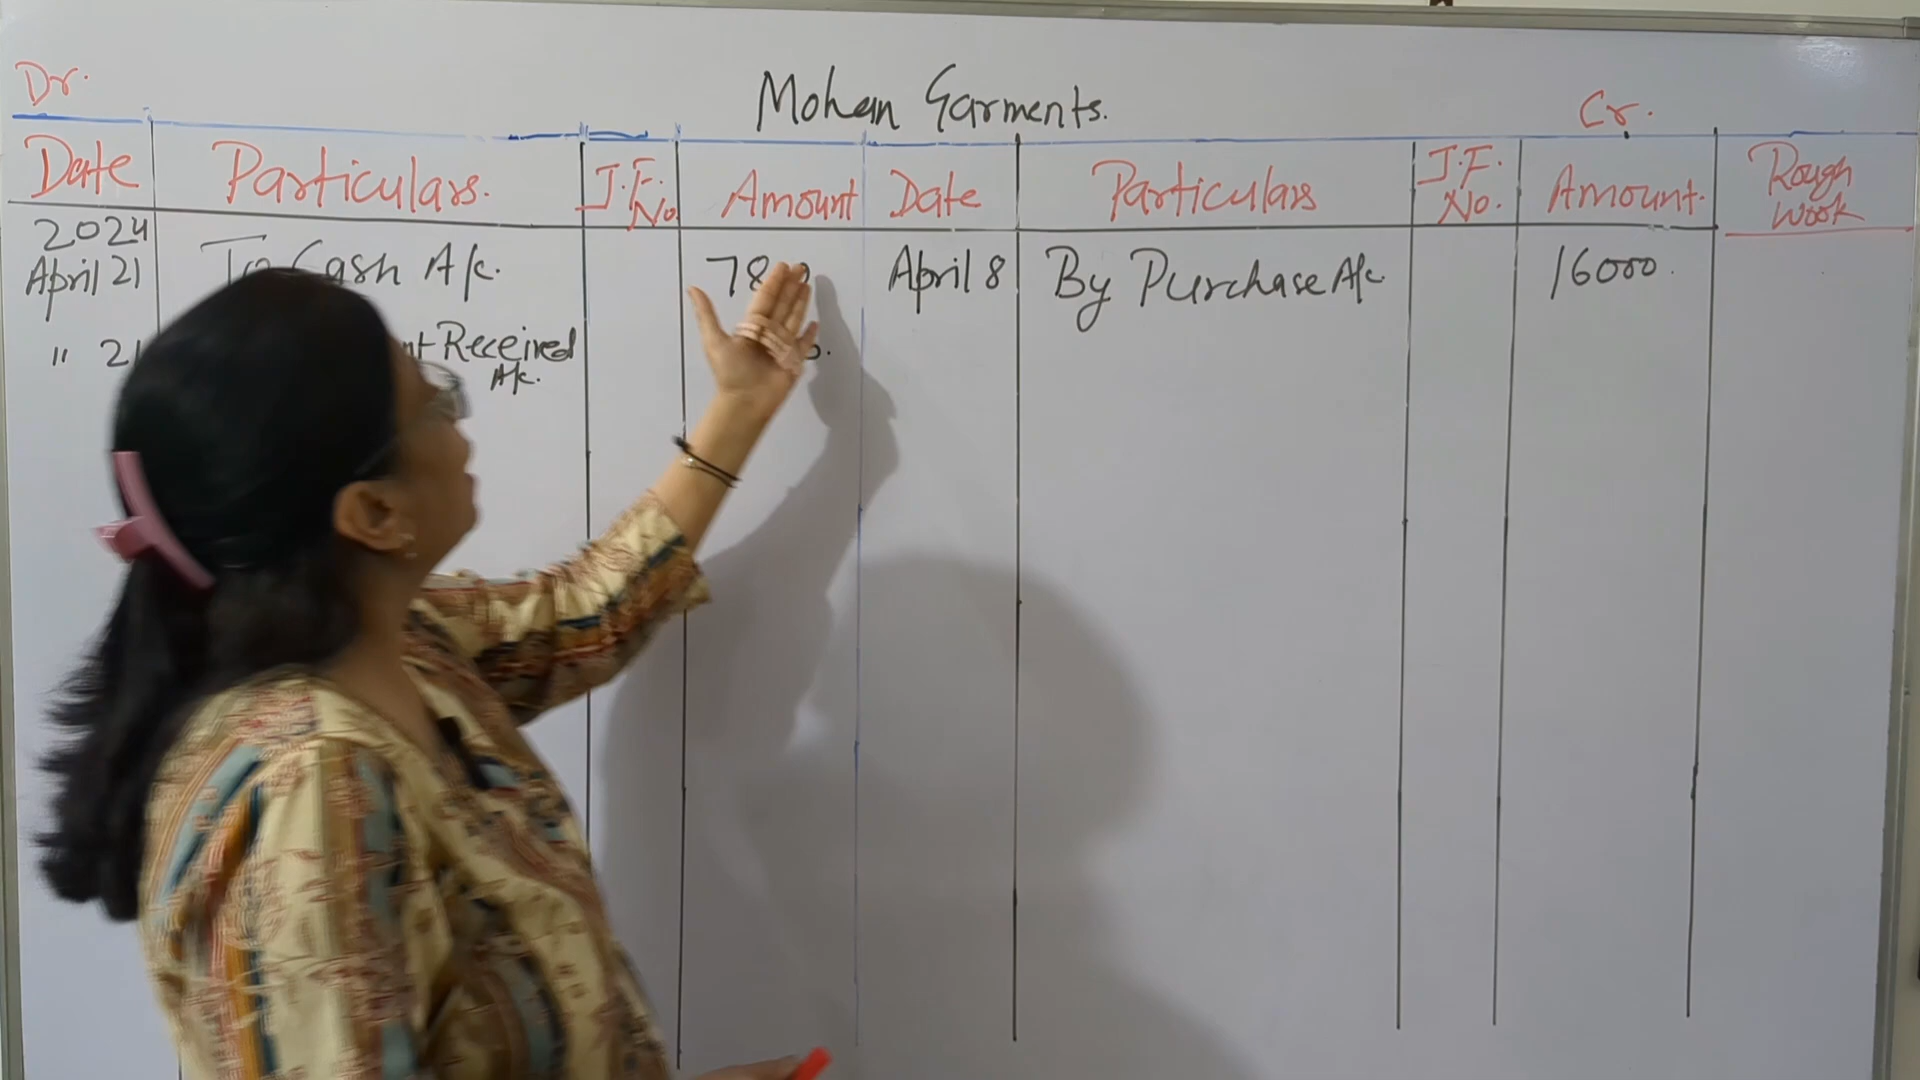 Dr. Mohan Garments. Cr.
Date Particulars. J.F. No. Amount Date Particulars J.F. No. Amount. Rough Work
2024
April 21 To Cash A/c. April 8 By Purchase A/c. 16000.
" 21 Received
A/c.